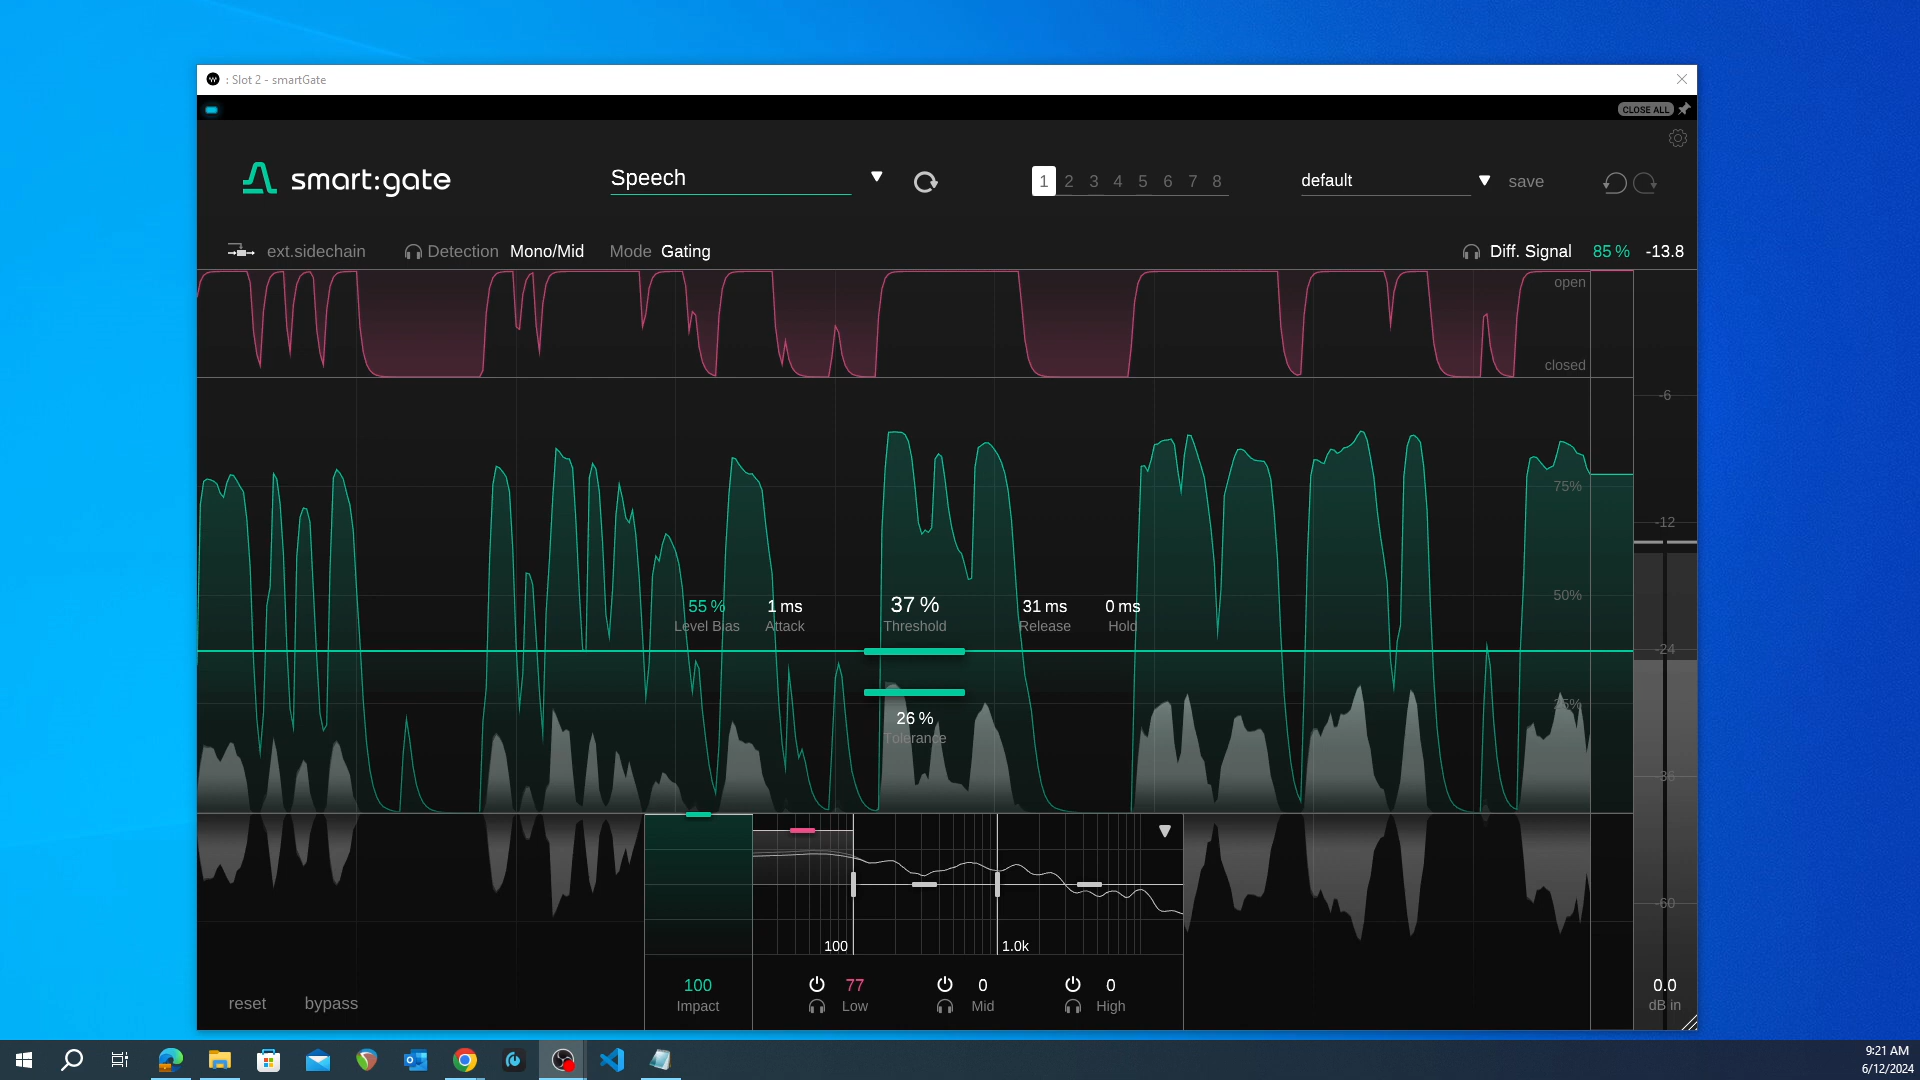 : Slot 2 - smartGate
CLOSE ALL
smart:gate
Speech
1 2 3 4 5 6 7 8
default
save
ext.sidechain
Detection Mono/Mid
Mode Gating
Diff. Signal 85 % -13.8
open
closed
-6
75%
-12
50%
55 %
Level Bias
1 ms
Attack
37 %
Threshold
31 ms
Release
0 ms
Hold
-24
25%
26 %
Tolerance
-36
-60
100
1.0k
100
Impact
77
Low
0
Mid
0
High
0.0
dB in
reset
bypass
9:21 AM
6/12/2024